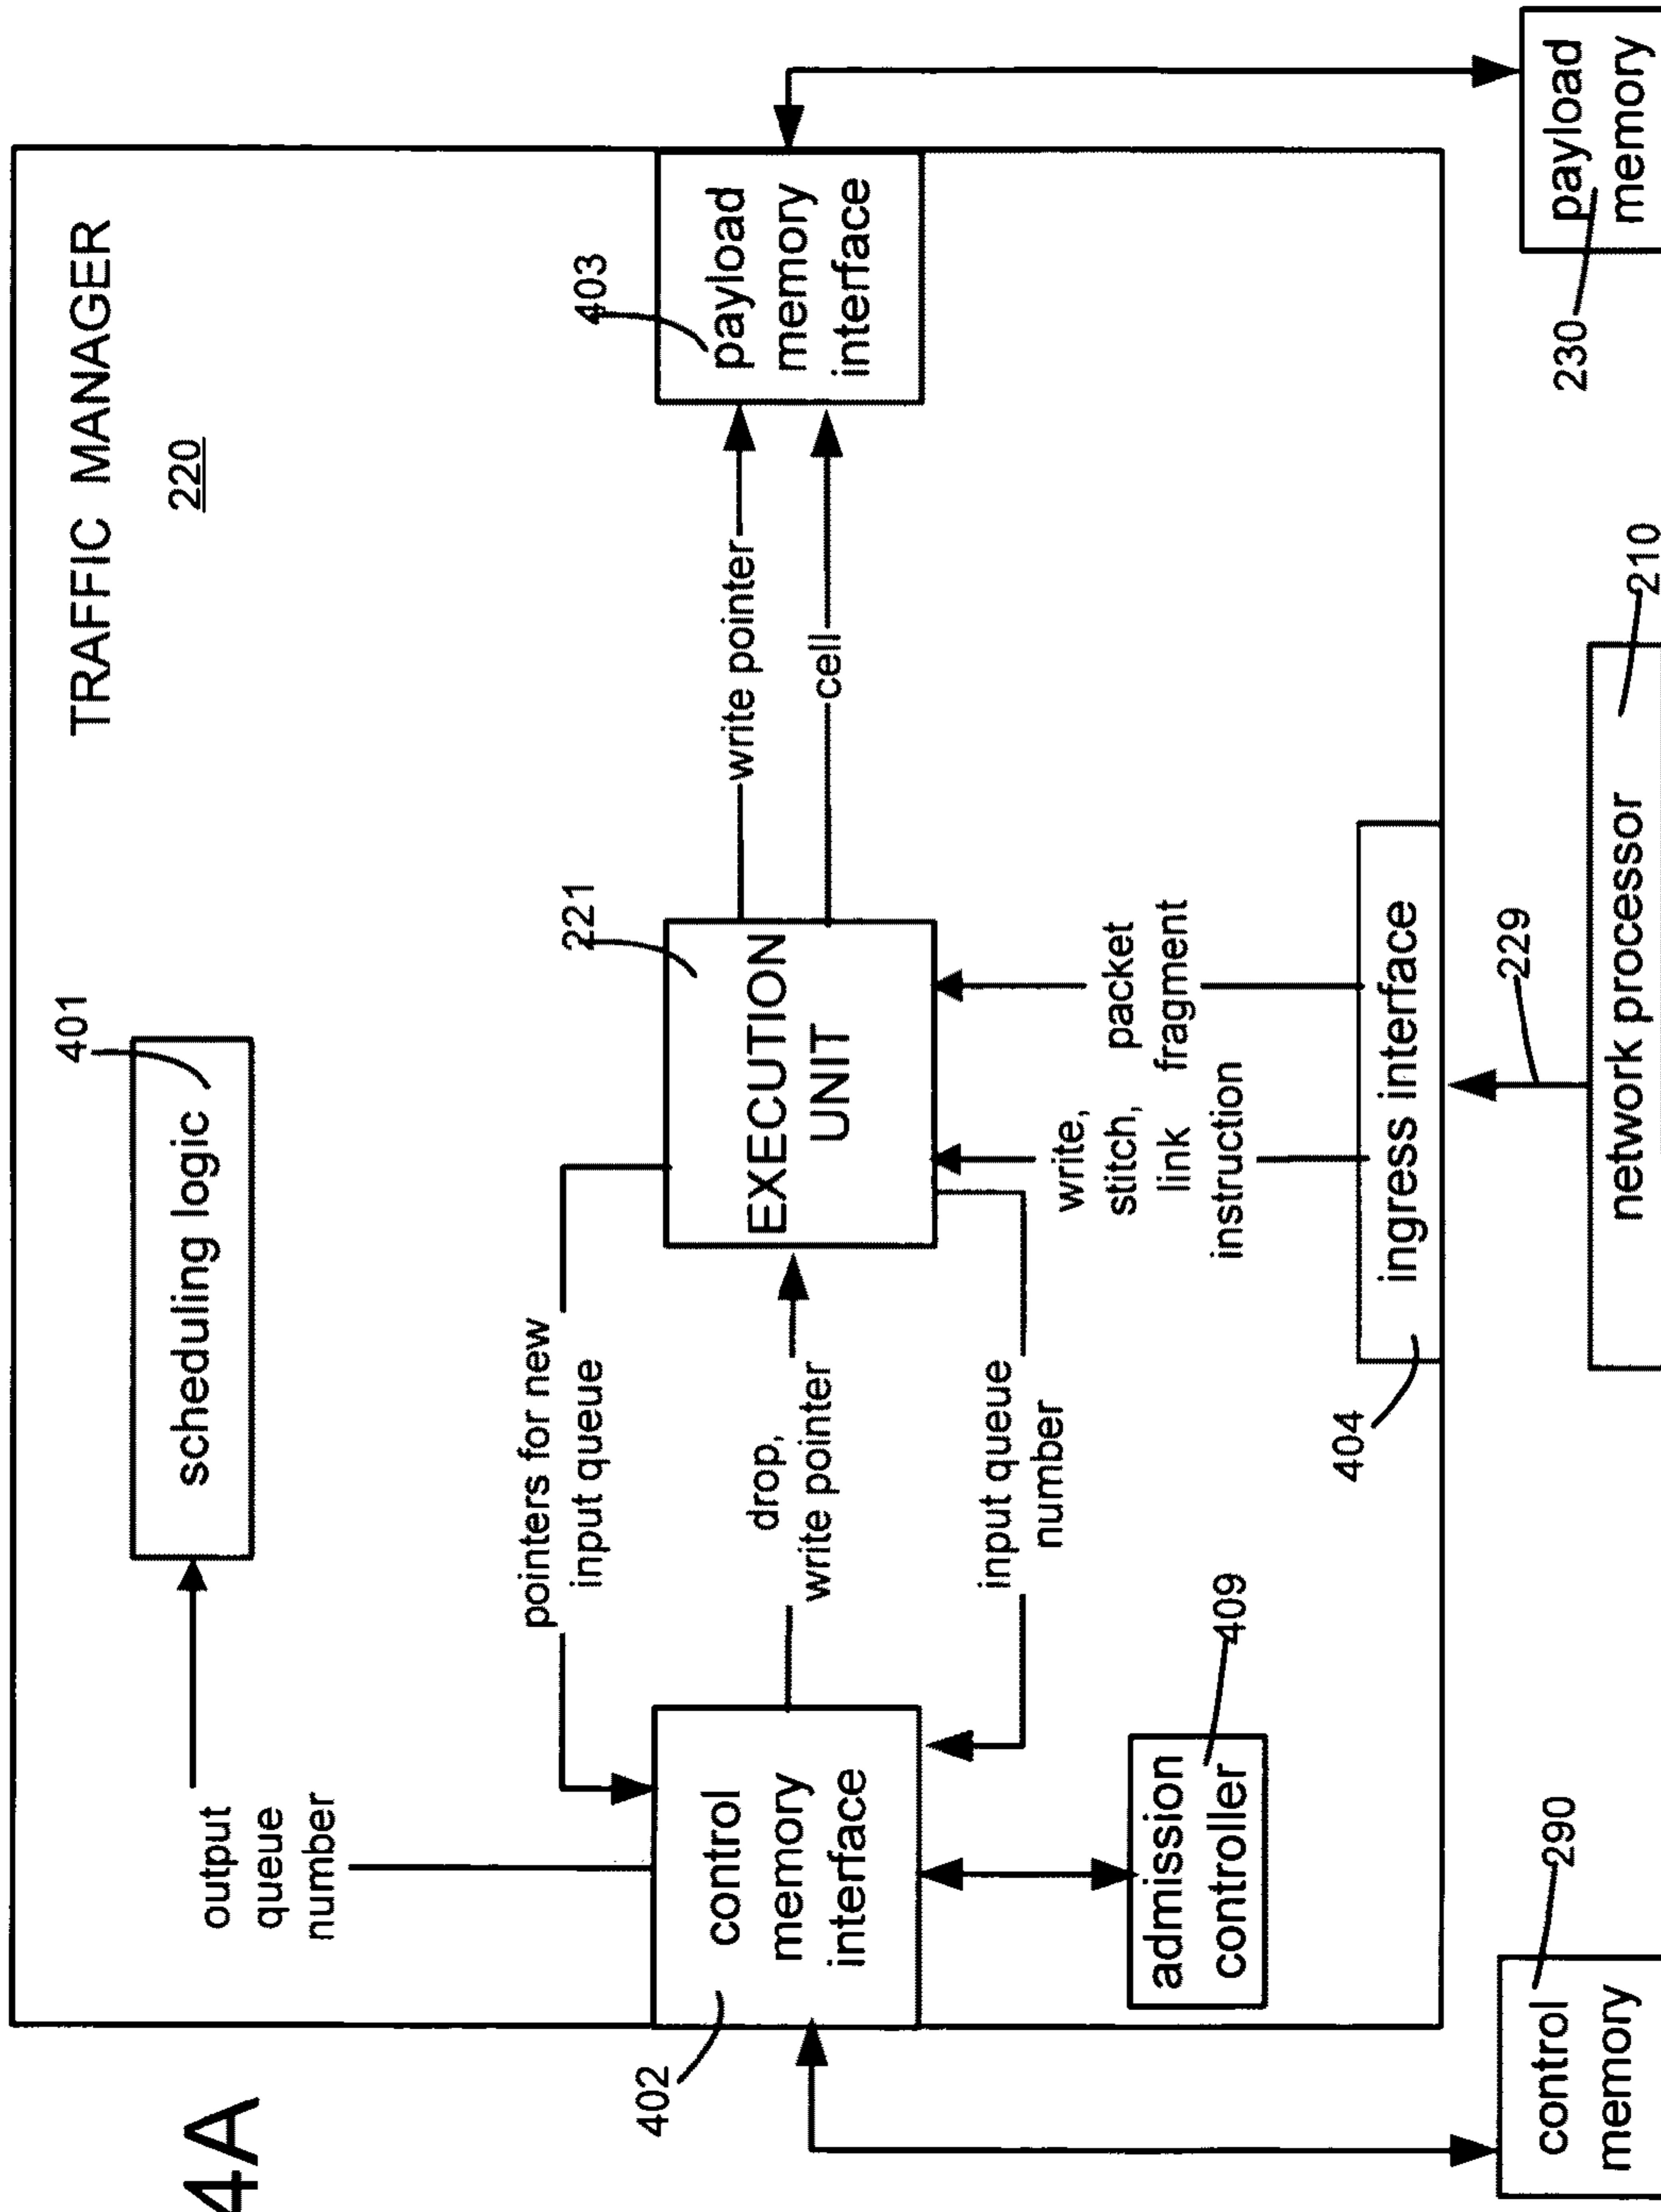 4A
TRAFFIC MANAGER
220
401
scheduling logic
output
queue
number
pointers for new
input queue
221
EXECUTION
UNIT
403
payload
memory
interface
write pointer
cell
drop,
write pointer
402
control
memory
interface
input queue
number
409
admission
controller
write,
stitch,
link
instruction
packet
fragment
404
ingress interface
229
290
control
memory
210
network processor
230
payload
memory